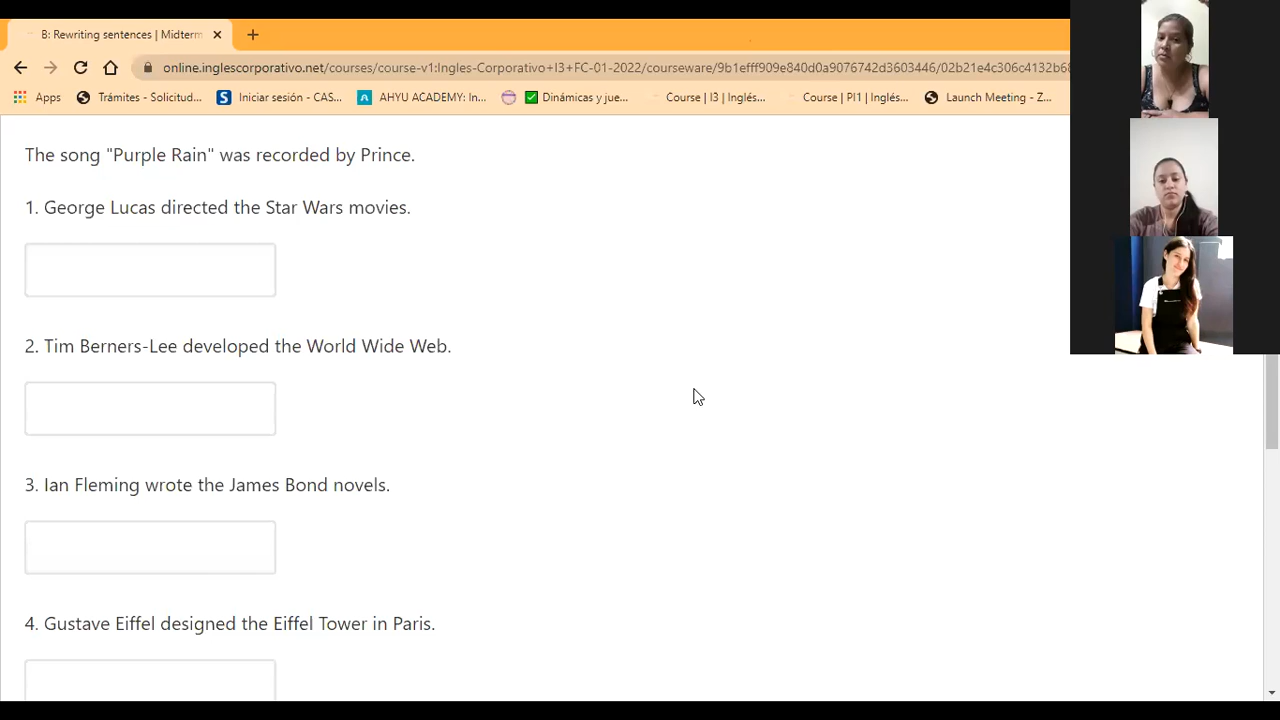 B: Rewriting sentences | Midterm
online.inglescorporativo.net/courses/course-v1:Ingles-Corporativo+I3+FC-01-2022/courseware/9b1efff909e840d0a9076742d3603446/02b21e4c306c4132b68
Apps Trámites - Solicitud... Iniciar sesión - CAS... AHYU ACADEMY: In... Dinámicas y jue... Course | I3 | Inglés... Course | PI1 | Inglés... Launch Meeting - Z...
The song "Purple Rain" was recorded by Prince.
1. George Lucas directed the Star Wars movies.
2. Tim Berners-Lee developed the World Wide Web.
3. Ian Fleming wrote the James Bond novels.
4. Gustave Eiffel designed the Eiffel Tower in Paris.